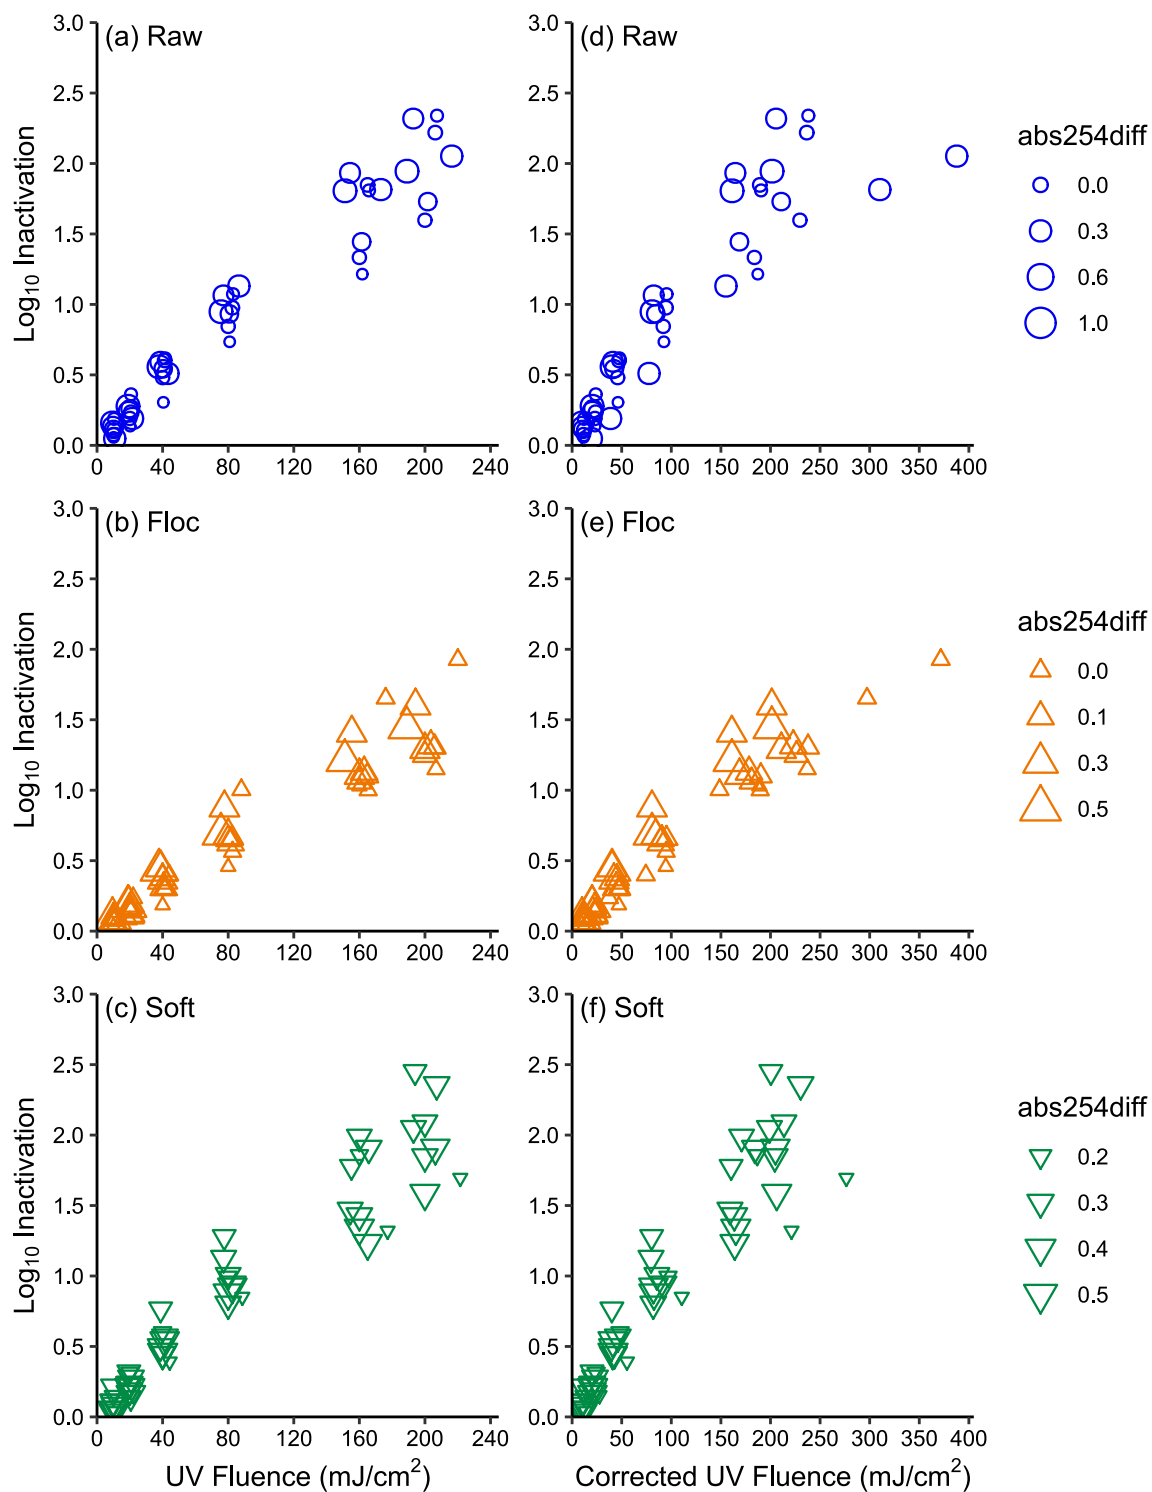 (a) Raw
3.0
2.5
2.0
1.5
1.0
0.5
0.0
Log10 Inactivation
0 40 80 120 160 200 240
(d) Raw
3.0
2.5
2.0
1.5
1.0
0.5
0.0
0 50 100 150 200 250 300 350 400
abs254diff
0.0
0.3
0.6
1.0
(b) Floc
3.0
2.5
2.0
1.5
1.0
0.5
0.0
Log10 Inactivation
0 40 80 120 160 200 240
(e) Floc
3.0
2.5
2.0
1.5
1.0
0.5
0.0
0 50 100 150 200 250 300 350 400
abs254diff
0.0
0.1
0.3
0.5
(c) Soft
3.0
2.5
2.0
1.5
1.0
0.5
0.0
Log10 Inactivation
0 40 80 120 160 200 240
UV Fluence (mJ/cm2)
(f) Soft
3.0
2.5
2.0
1.5
1.0
0.5
0.0
0 50 100 150 200 250 300 350 400
Corrected UV Fluence (mJ/cm2)
abs254diff
0.2
0.3
0.4
0.5